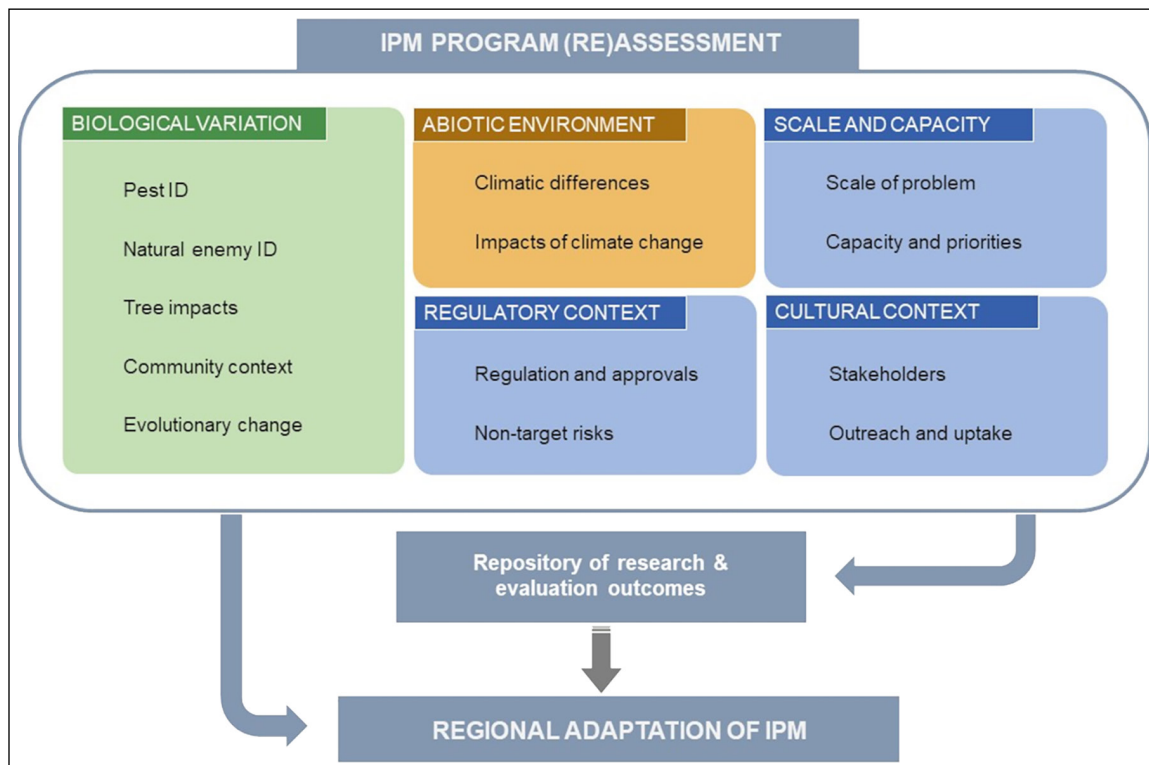 IPM PROGRAM (RE)ASSESSMENT
BIOLOGICAL VARIATION
Pest ID
Natural enemy ID
Tree impacts
Community context
Evolutionary change
ABIOTIC ENVIRONMENT
Climatic differences
Impacts of climate change
SCALE AND CAPACITY
Scale of problem
Capacity and priorities
REGULATORY CONTEXT
Regulation and approvals
Non-target risks
CULTURAL CONTEXT
Stakeholders
Outreach and uptake
Repository of research &
evaluation outcomes
REGIONAL ADAPTATION OF IPM